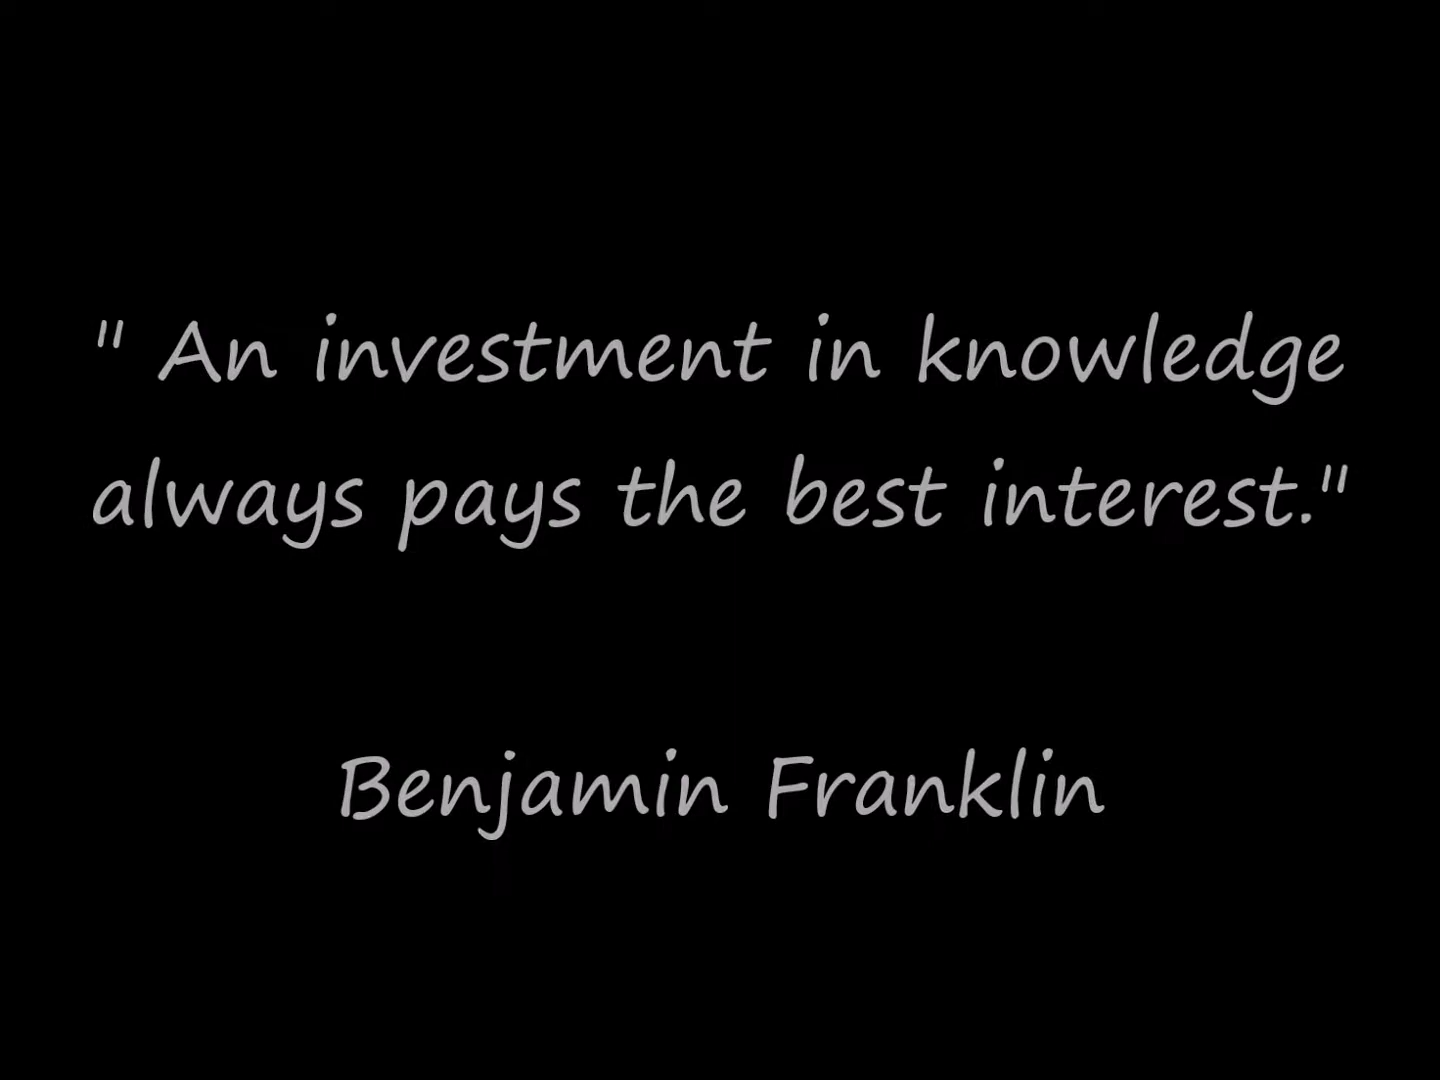 " An investment in knowledge
always pays the best interest."
Benjamin Franklin